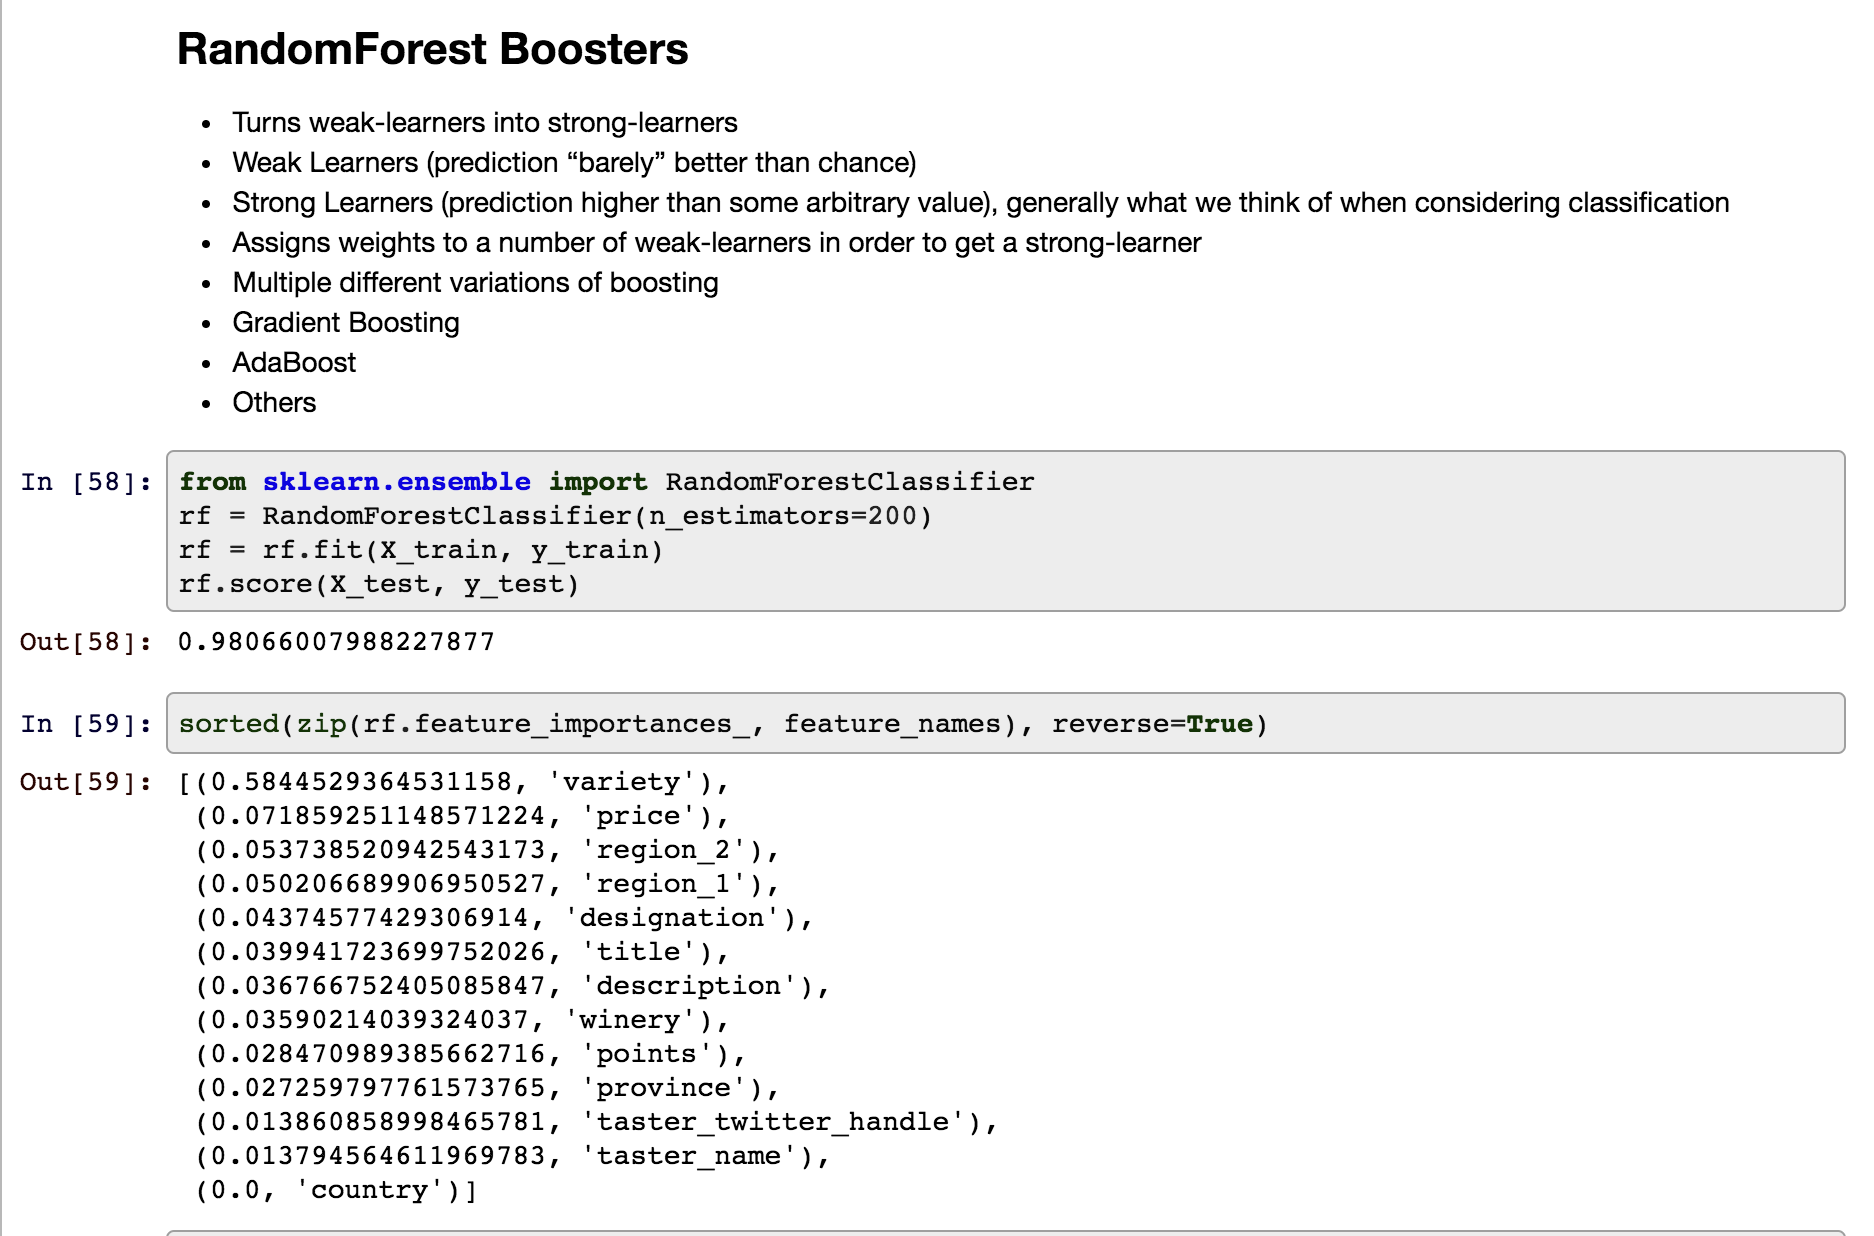 RandomForest Boosters
• Turns weak-learners into strong-learners
• Weak Learners (prediction “barely” better than chance)
• Strong Learners (prediction higher than some arbitrary value), generally what we think of when considering classification
• Assigns weights to a number of weak-learners in order to get a strong-learner
• Multiple different variations of boosting
• Gradient Boosting
• AdaBoost
• Others
In [58]: from sklearn.ensemble import RandomForestClassifier
rf = RandomForestClassifier(n_estimators=200)
rf = rf.fit(X_train, y_train)
rf.score(X_test, y_test)
Out[58]: 0.98066007988227877
In [59]: sorted(zip(rf.feature_importances_, feature_names), reverse=True)
Out[59]: [(0.5844529364531158, 'variety'),
(0.071859251148571224, 'price'),
(0.053738520942543173, 'region_2'),
(0.050206689906950527, 'region_1'),
(0.04374577429306914, 'designation'),
(0.039941723699752026, 'title'),
(0.036766752405085847, 'description'),
(0.03590214039324037, 'winery'),
(0.028470989385662716, 'points'),
(0.027259797761573765, 'province'),
(0.013860858998465781, 'taster_twitter_handle'),
(0.013794564611969783, 'taster_name'),
(0.0, 'country')]